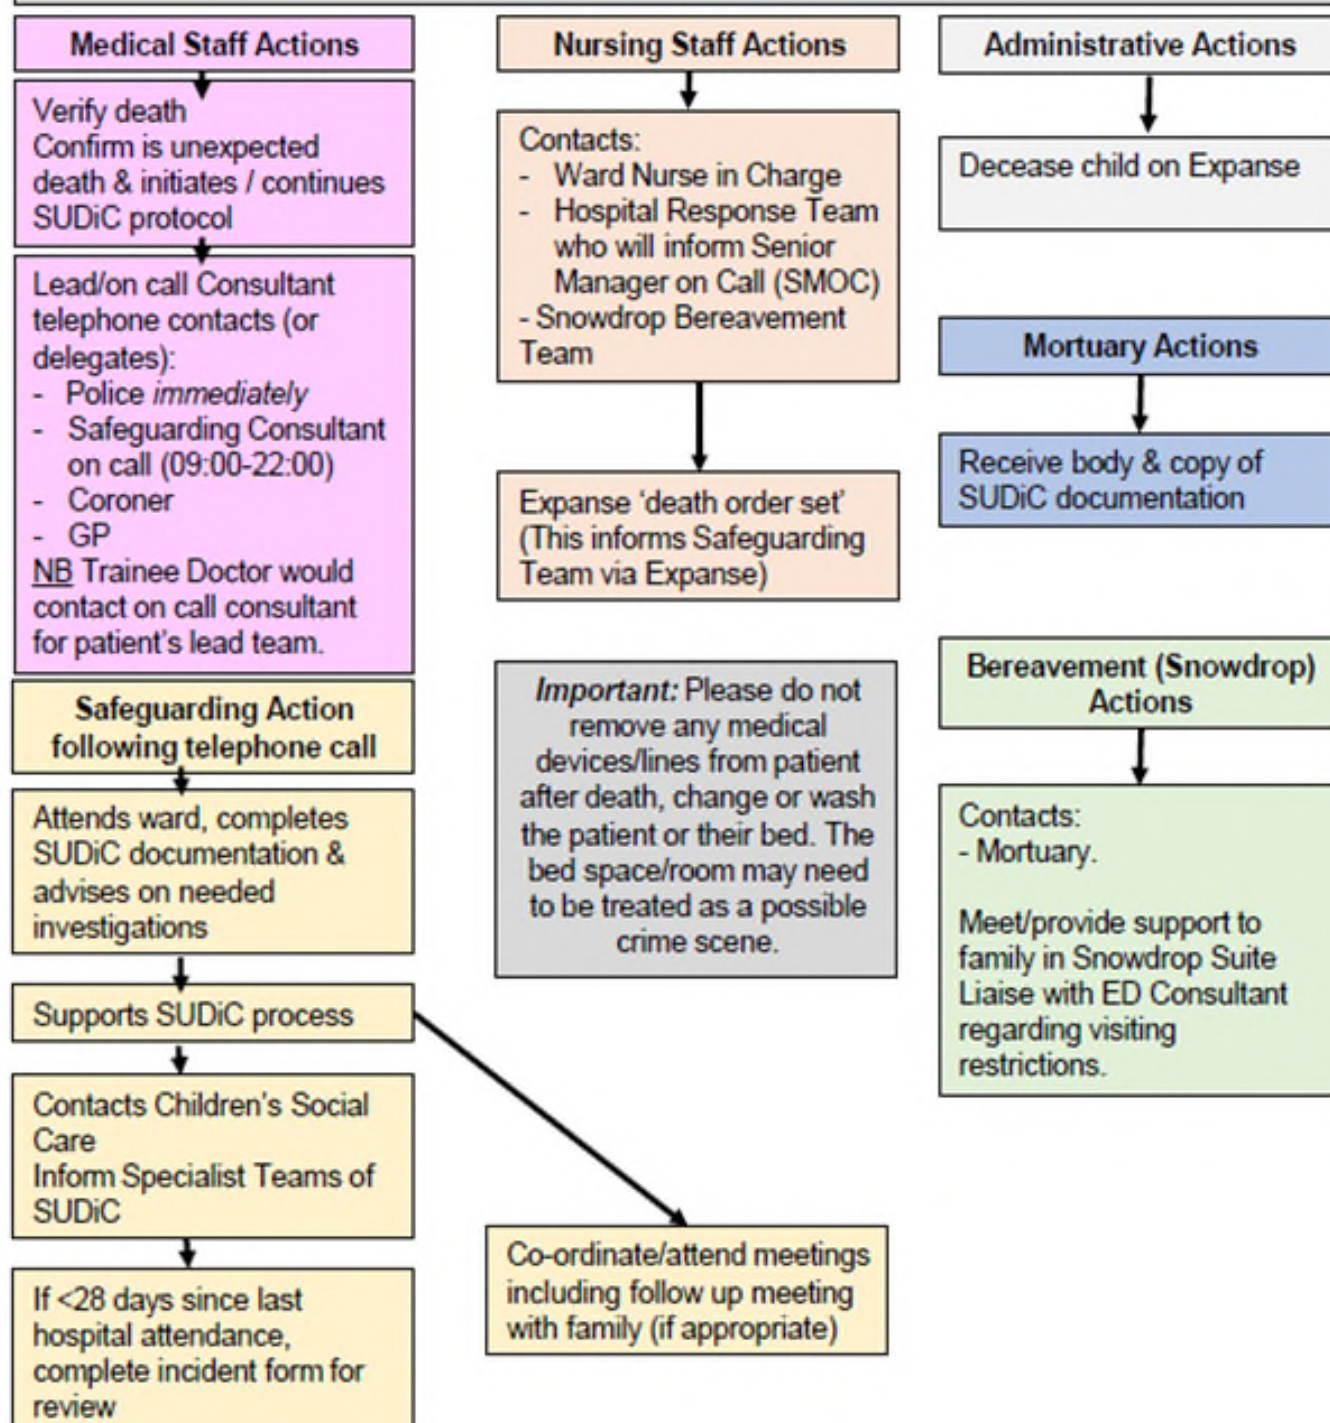 Medical Staff Actions
Verify death
Confirm is unexpected
death & initiates / continues
SUDiC protocol
Lead/on call Consultant
telephone contacts (or
delegates):
- Police immediately
- Safeguarding Consultant
on call (09:00-22:00)
- Coroner
- GP
NB Trainee Doctor would
contact on call consultant
for patient's lead team.
Safeguarding Action
following telephone call
Attends ward, completes
SUDiC documentation &
advises on needed
investigations
Supports SUDiC process
Contacts Children's Social
Care
Inform Specialist Teams of
SUDiC
If <28 days since last
hospital attendance,
complete incident form for
review
Nursing Staff Actions
Contacts:
- Ward Nurse in Charge
- Hospital Response Team
who will inform Senior
Manager on Call (SMOC)
- Snowdrop Bereavement
Team
Expanse ‘death order set’
(This informs Safeguarding
Team via Expanse)
Important: Please do not
remove any medical
devices/lines from patient
after death, change or wash
the patient or their bed. The
bed space/room may need
to be treated as a possible
crime scene.
Co-ordinate/attend meetings
including follow up meeting
with family (if appropriate)
Administrative Actions
Decease child on Expanse
Mortuary Actions
Receive body & copy of
SUDiC documentation
Bereavement (Snowdrop)
Actions
Contacts:
- Mortuary.
Meet/provide support to
family in Snowdrop Suite
Liaise with ED Consultant
regarding visiting
restrictions.